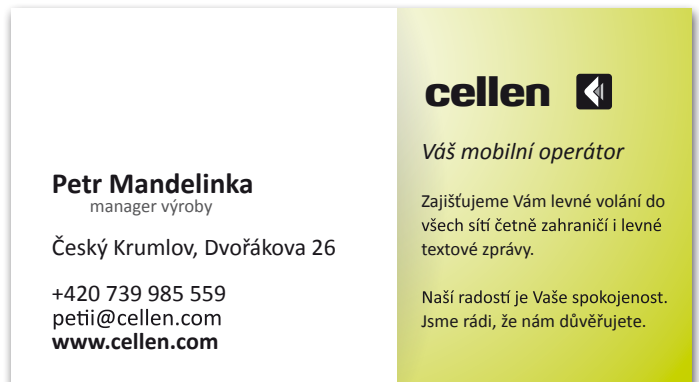 Petr Mandelinka
manager výroby
Český Krumlov, Dvořákova 26
+420 739 985 559
petii@cellen.com
www.cellen.com
cellen
Váš mobilní operátor
Zajišťujeme Vám levné volání do
všech sítí četně zahraničí i levné
textové zprávy.
Naší radostí je Vaše spokojenost.
Jsme rádi, že nám důvěřujete.